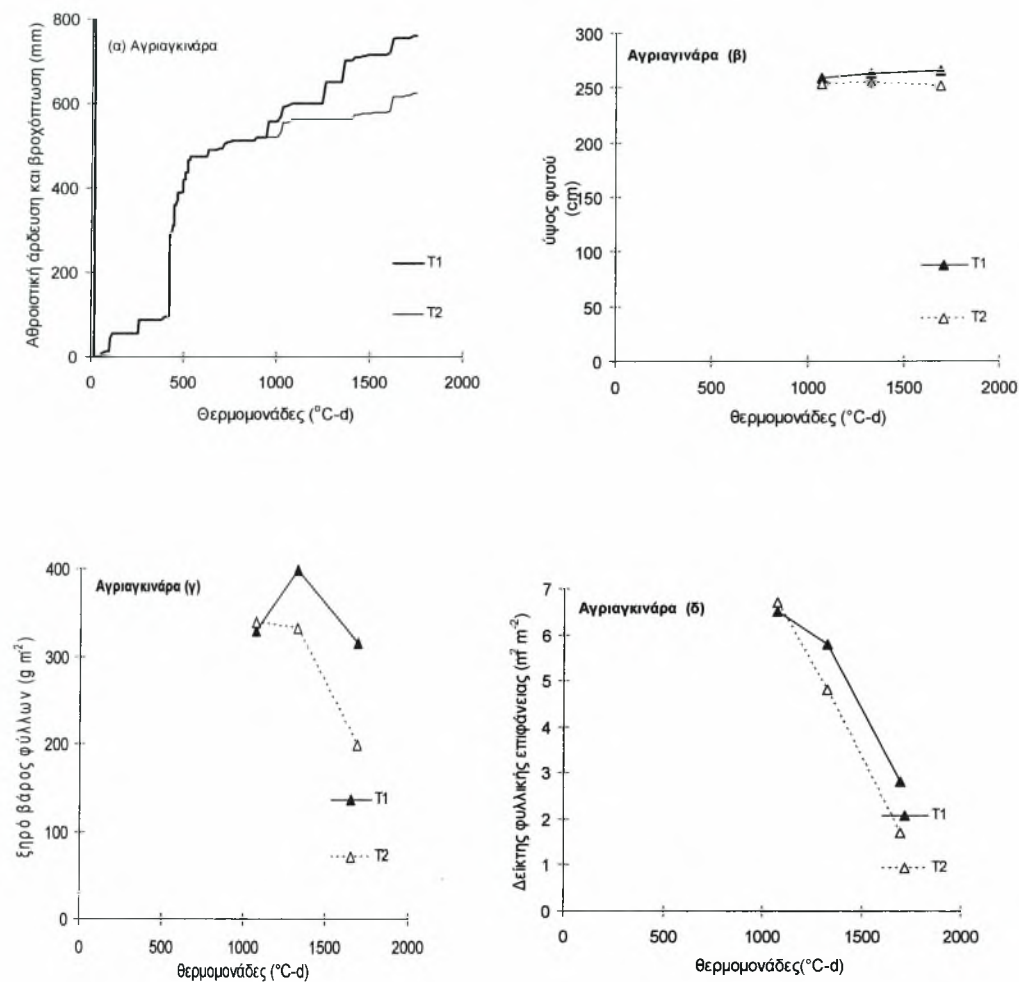 (α) Αγριαγκινάρα
Αθροιστική άρδευση και βροχόπτωση (mm)
800
600
400
200
0
0 500 1000 1500 2000
Θερμομονάδες (°C-d)
T1
T2
Αγριαγινάρα (β)
ύψος φυτού
(cm)
300
250
200
150
100
50
0
0 500 1000 1500 2000
θερμομονάδες (°C-d)
T1
T2
Αγριαγκινάρα (γ)
ξηρό βάρος φύλλων (g m-2)
400
300
200
100
0
0 500 1000 1500 2000
θερμομονάδες (°C-d)
T1
T2
Αγριαγκινάρα (δ)
Δείκτης φυλλικής επιφάνειας (m2 m-2)
7
6
5
4
3
2
1
0
0 500 1000 1500 2000
θερμομονάδες(°C-d)
T1
T2